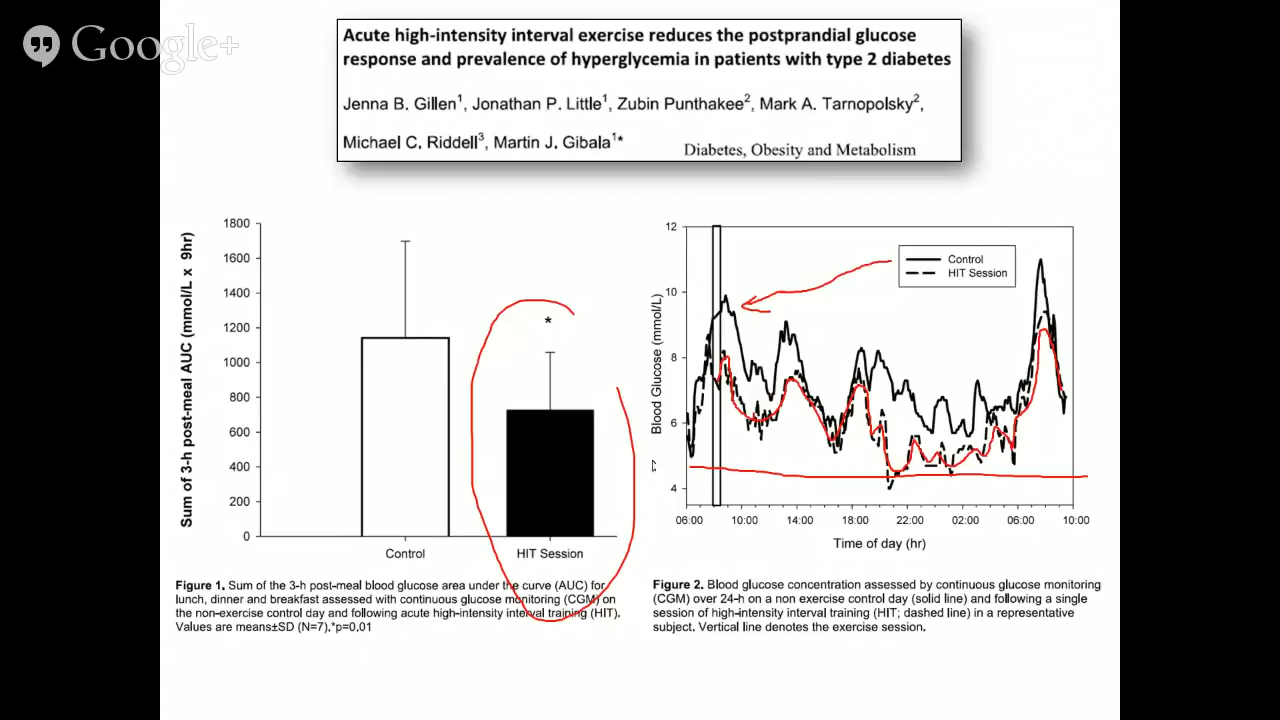 Google+
Acute high-intensity interval exercise reduces the postprandial glucose
response and prevalence of hyperglycemia in patients with type 2 diabetes
Jenna B. Gillen1, Jonathan P. Little1, Zubin Punthakee2, Mark A. Tarnopolsky2,
Michael C. Riddell3, Martin J. Gibala1*
Diabetes, Obesity and Metabolism
Sum of 3-h post-meal AUC (mmol/L x 9hr)
1800
1600
1400
1200
1000
800
600
400
200
0
*
Control
HIT Session
Figure 1. Sum of the 3-h post-meal blood glucose area under the curve (AUC) for
lunch, dinner and breakfast assessed with continuous glucose monitoring (CGM) on
the non-exercise control day and following acute high-intensity interval training (HIT).
Values are means±SD (N=7).*p=0.01
Blood Glucose (mmol/L)
12
10
8
6
4
Control
HIT Session
06:00 10:00 14:00 18:00 22:00 02:00 06:00 10:00
Time of day (hr)
Figure 2. Blood glucose concentration assessed by continuous glucose monitoring
(CGM) over 24-h on a non exercise control day (solid line) and following a single
session of high-intensity interval training (HIT; dashed line) in a representative
subject. Vertical line denotes the exercise session.